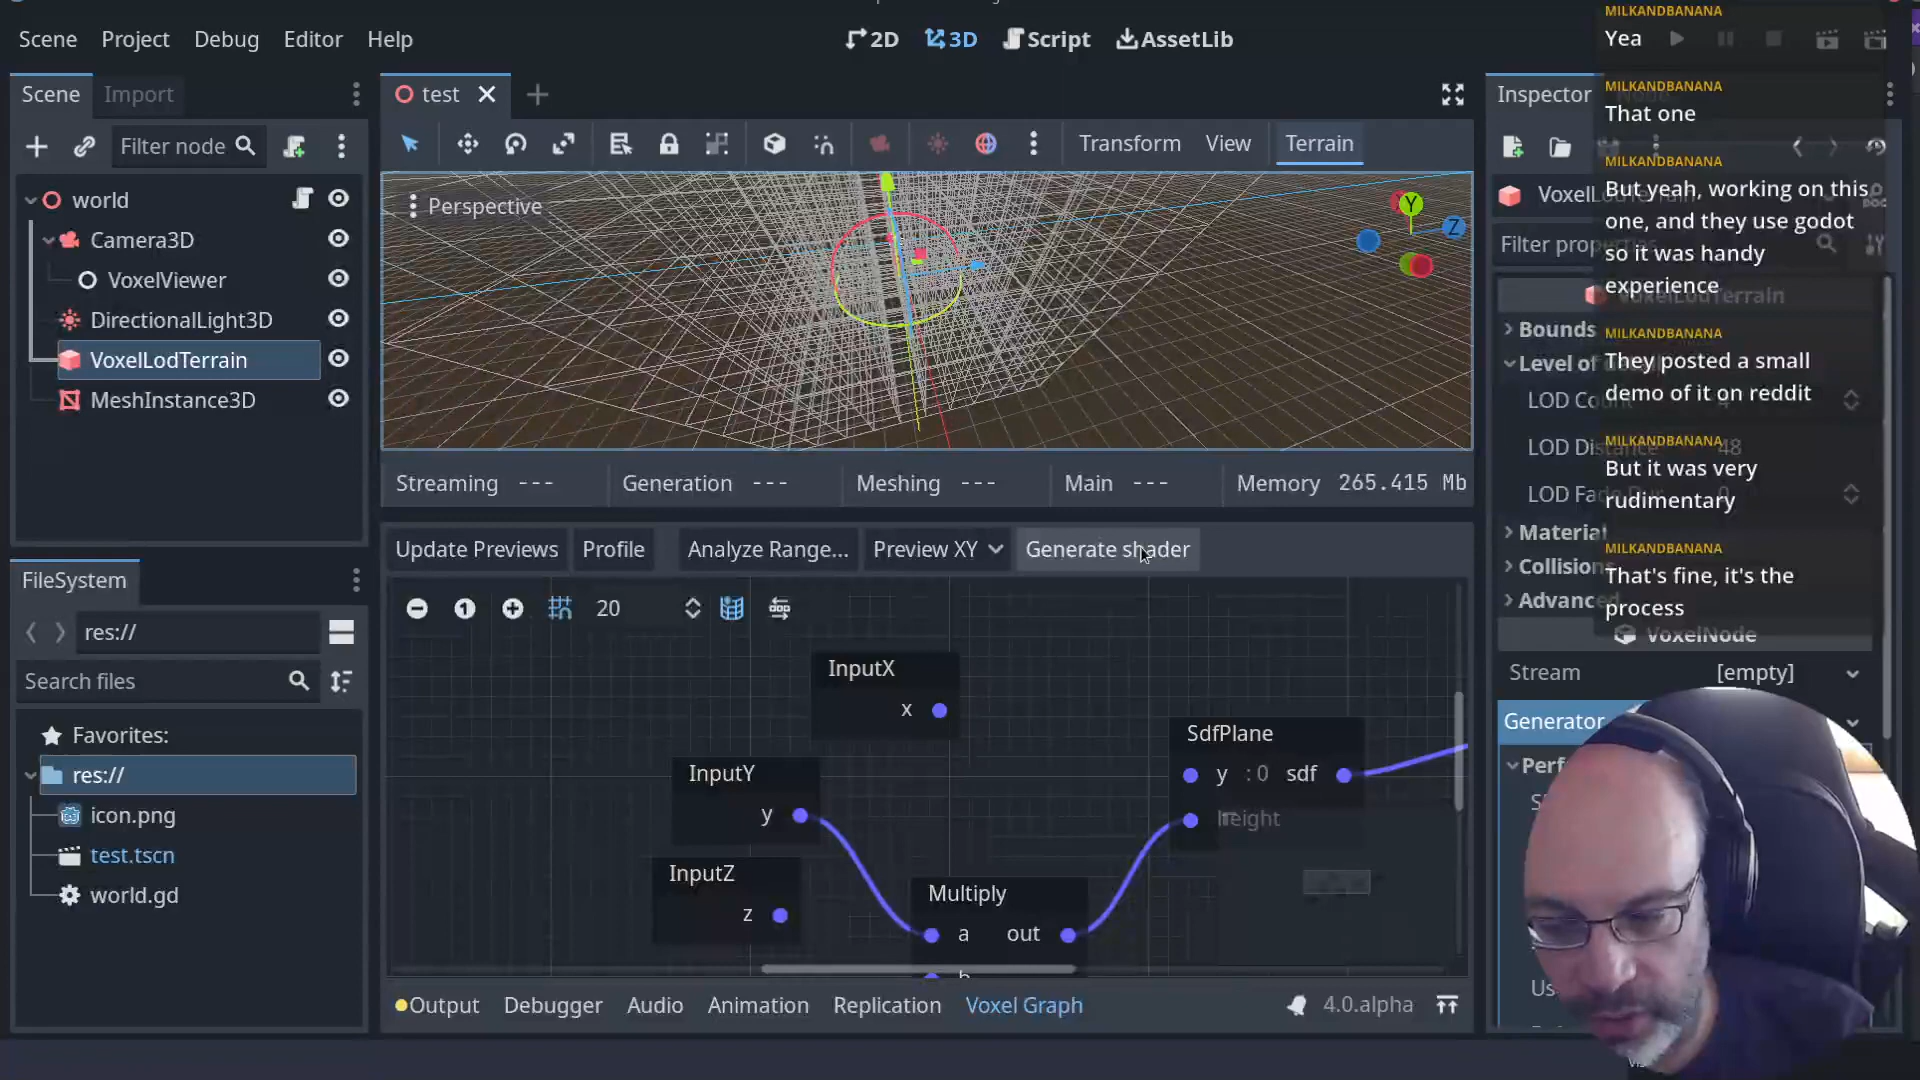 Scene Project Debug Editor Help
2D 3D Script AssetLib
MILKANDBANANA
Yea
Scene Import
test
Inspector
MILKANDBANANA
That one
Filter node
Transform View Terrain
MILKANDBANANA
But yeah, working on this
one, and they use godot
so it was handy
experience
Filter
VoxelLodTerrain
MILKANDBANANA
They posted a small
demo of it on reddit
MILKANDBANANA
But it was very
rudimentary
MILKANDBANANA
That's fine, it's the
process
world
Camera3D
VoxelViewer
DirectionalLight3D
VoxelLodTerrain
MeshInstance3D
Perspective
Y
Z
Streaming --- Generation --- Meshing --- Main --- Memory 265.415 Mb
Bounds
Level of
LOD
LOD 48
LOD
Material
Collision
Advanced
VoxelNode
Stream [empty]
Generator
Update Previews Profile Analyze Range... Preview XY Generate shader
20
InputX
x
InputY
y
InputZ
z
SdfPlane
y : 0 sdf
height
Multiply
a out
b
FileSystem
res://
Search files
Favorites:
res://
icon.png
test.tscn
world.gd
Output Debugger Audio Animation Replication Voxel Graph 4.0.alpha